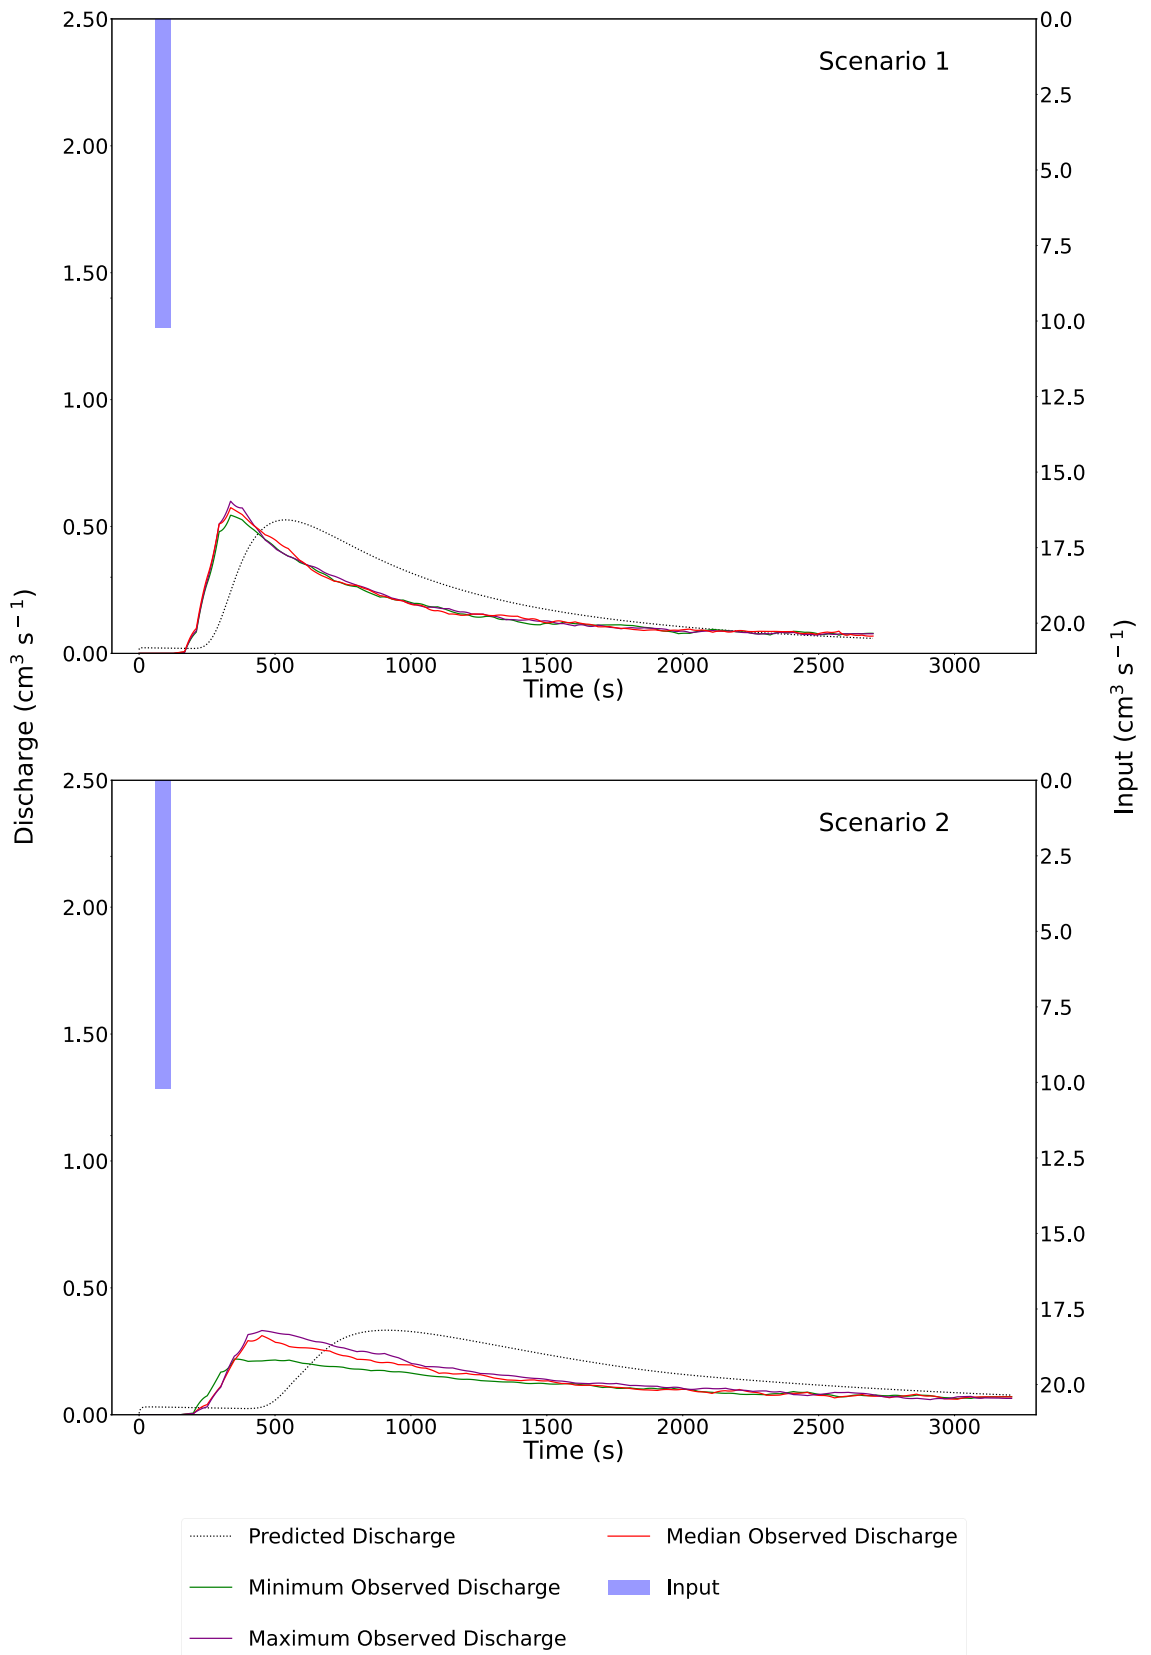 2.50
2.00
1.50
1.00
0.50
0.00
0.0
2.5
5.0
7.5
10.0
12.5
15.0
17.5
20.0
Scenario 1
0 500 1000 1500 2000 2500 3000
Time (s)
Discharge (cm³ s⁻¹)
Input (cm³ s⁻¹)
2.50
2.00
1.50
1.00
0.50
0.00
0.0
2.5
5.0
7.5
10.0
12.5
15.0
17.5
20.0
Scenario 2
0 500 1000 1500 2000 2500 3000
Time (s)
Predicted Discharge
Minimum Observed Discharge
Maximum Observed Discharge
Median Observed Discharge
Input